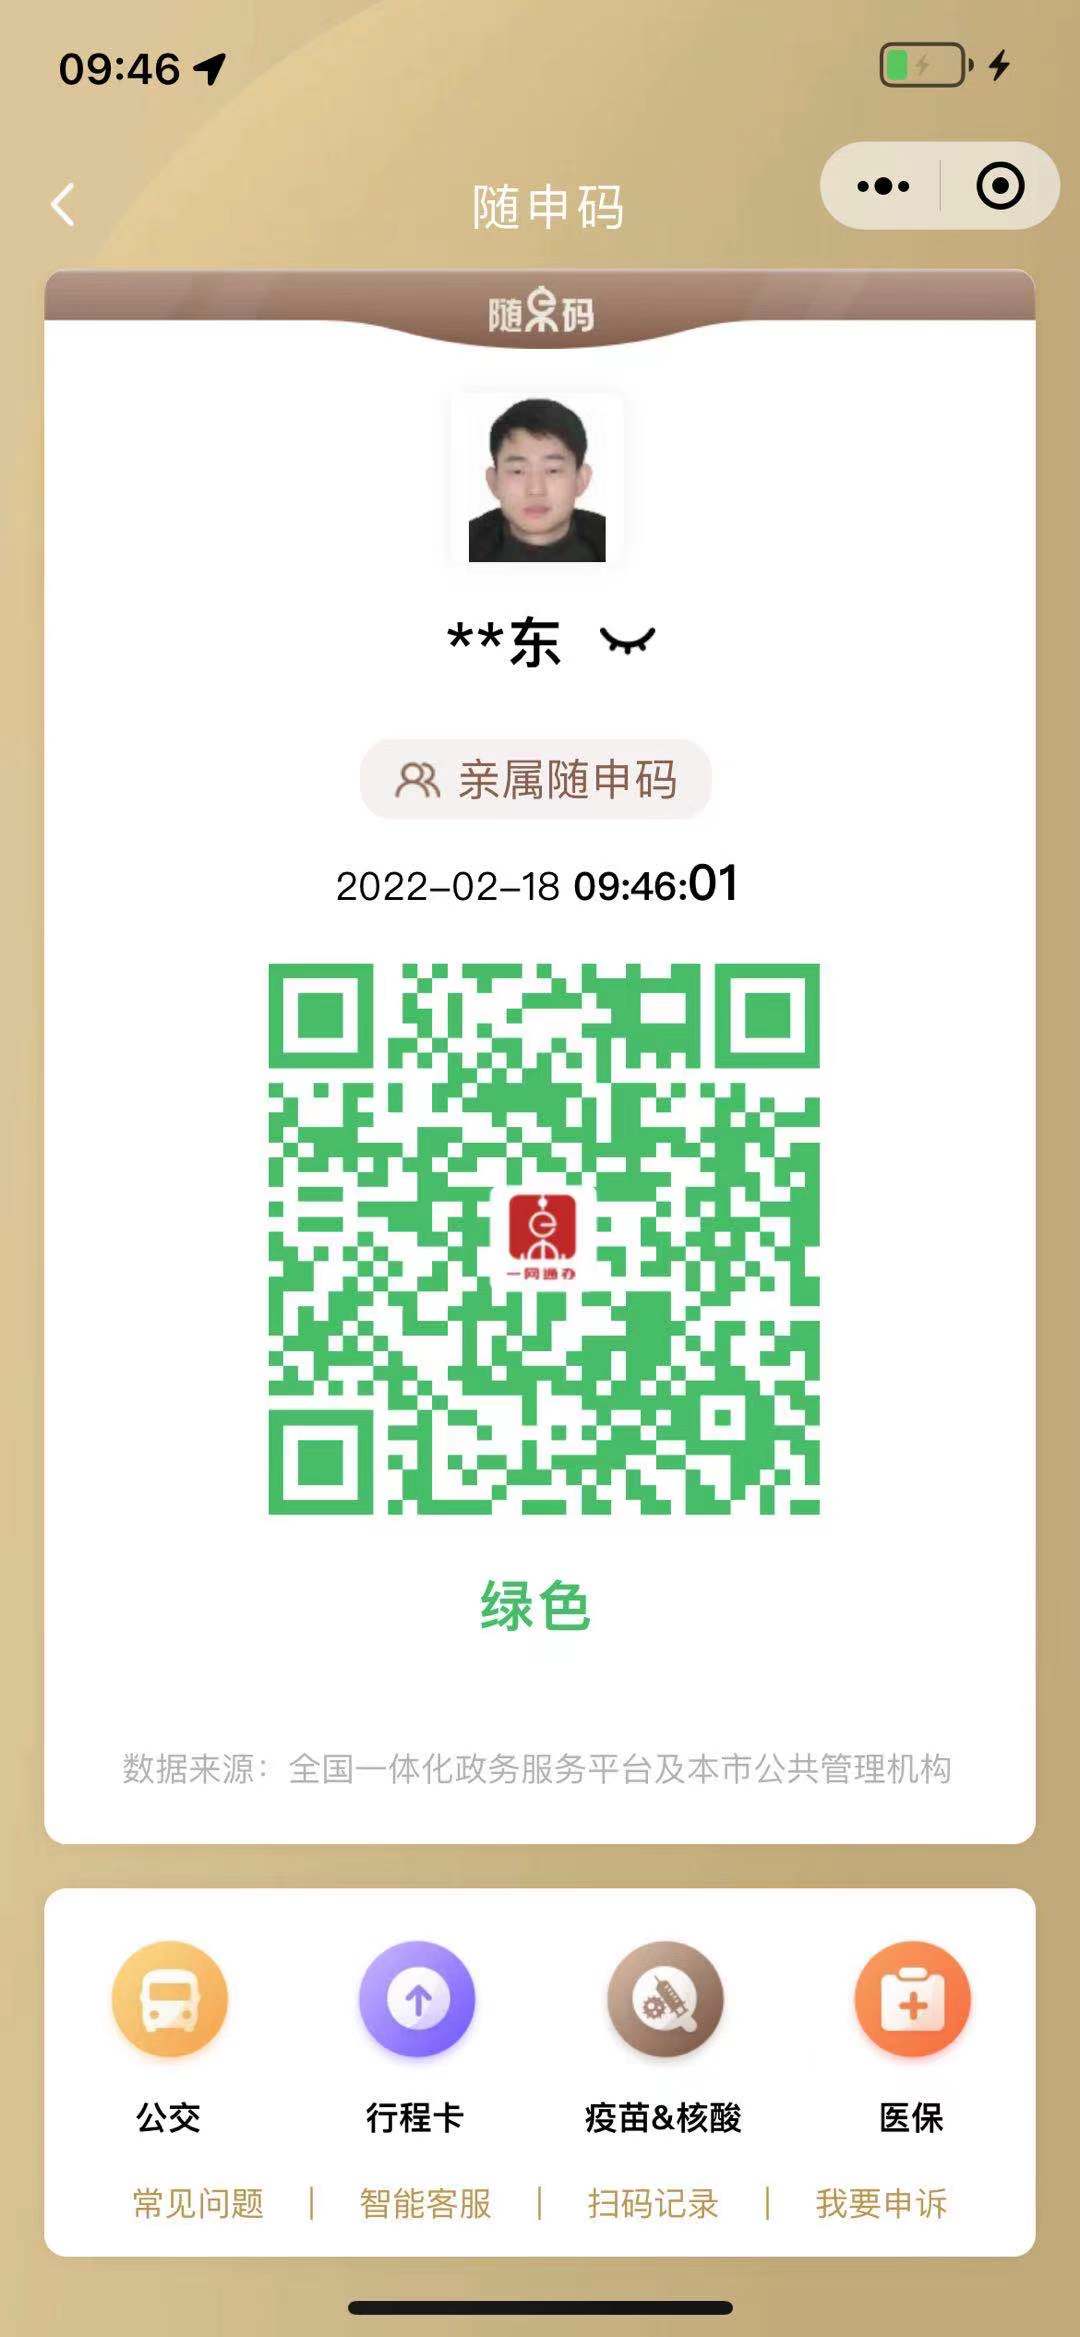 09:46
随申码
随申码
**东
亲属随申码
2022-02-18 09:46:01
一网通办
绿色
数据来源：全国一体化政务服务平台及本市公共管理机构
公交 行程卡 疫苗&核酸 医保
常见问题 | 智能客服 | 扫码记录 | 我要申诉